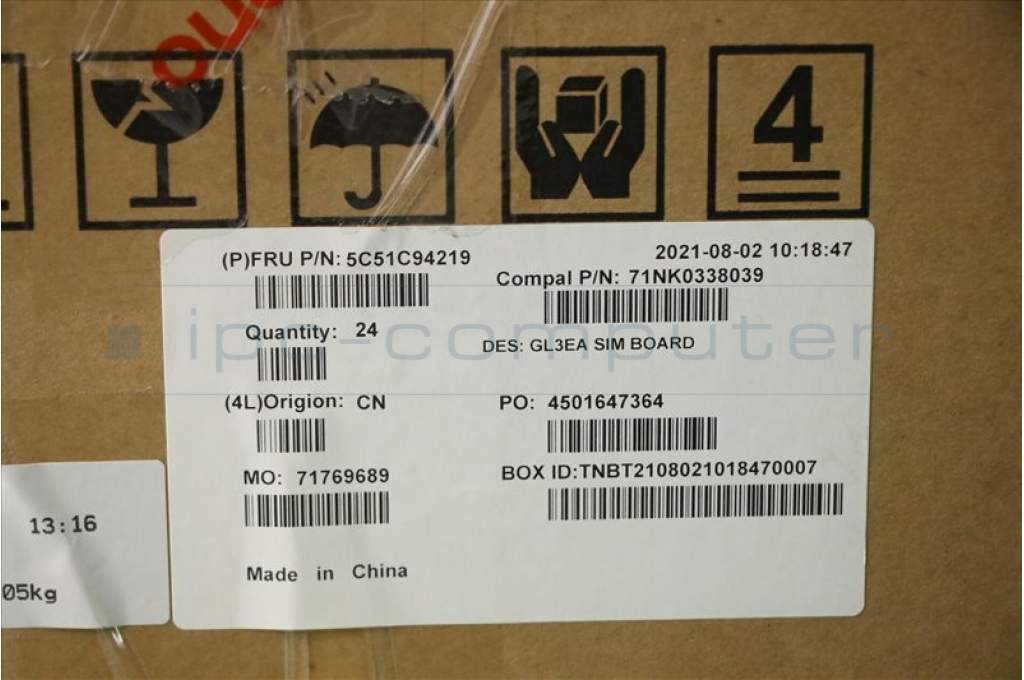 4
(P)FRU P/N: 5C51C94219
2021-08-02 10:18:47
Compal P/N: 71NK0338039
Quantity: 24
DES: GL3EA SIM BOARD
ipc-computer
(4L)Origion: CN
PO: 4501647364
MO: 71769689
BOX ID:TNBT2108021018470007
Made in China
13:16
05kg